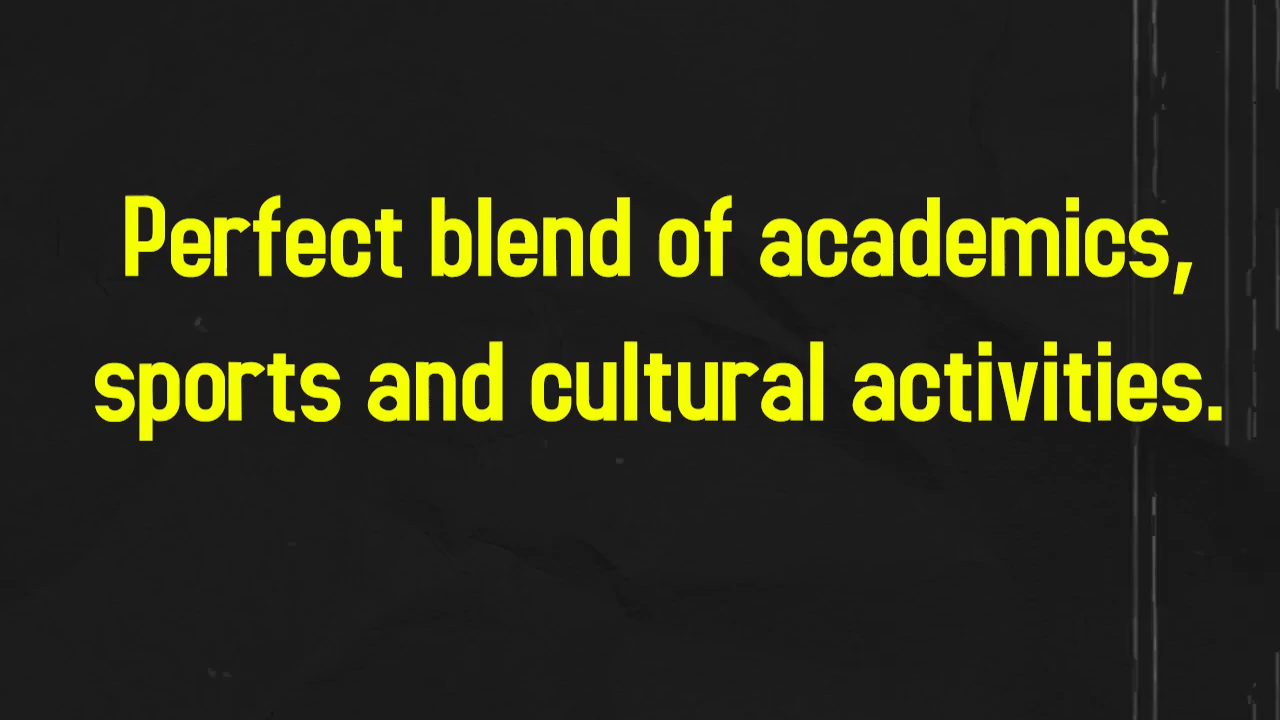 Perfect blend of academics,
sports and cultural activities.